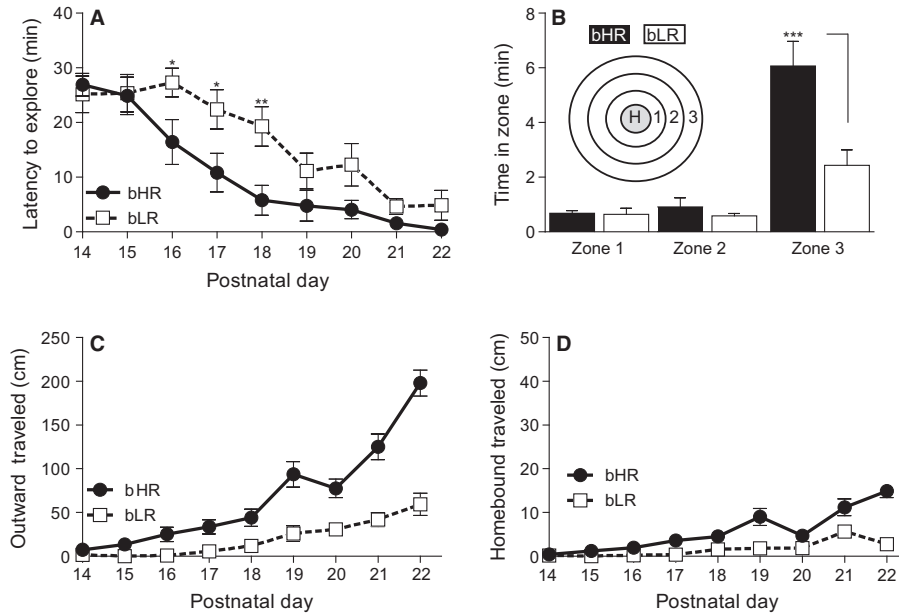 A
Latency to explore (min)
40
30
20
10
0
* * **
bHR
bLR
14 15 16 17 18 19 20 21 22
Postnatal day
B
Time in zone (min)
8
6
4
2
0
bHR bLR
***
H 1 2 3
Zone 1 Zone 2 Zone 3
C
Outward traveled (cm)
250
200
150
100
50
0
bHR
bLR
14 15 16 17 18 19 20 21 22
Postnatal day
D
Homebound traveled (cm)
50
40
30
20
10
0
bHR
bLR
14 15 16 17 18 19 20 21 22
Postnatal day